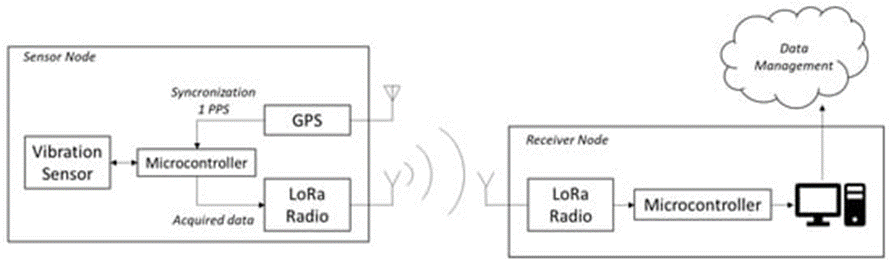 Sensor Node
Syncronization
1 PPS
GPS
Vibration
Sensor
Microcontroller
Acquired data
LoRa
Radio
Receiver Node
LoRa
Radio
Microcontroller
Data
Management